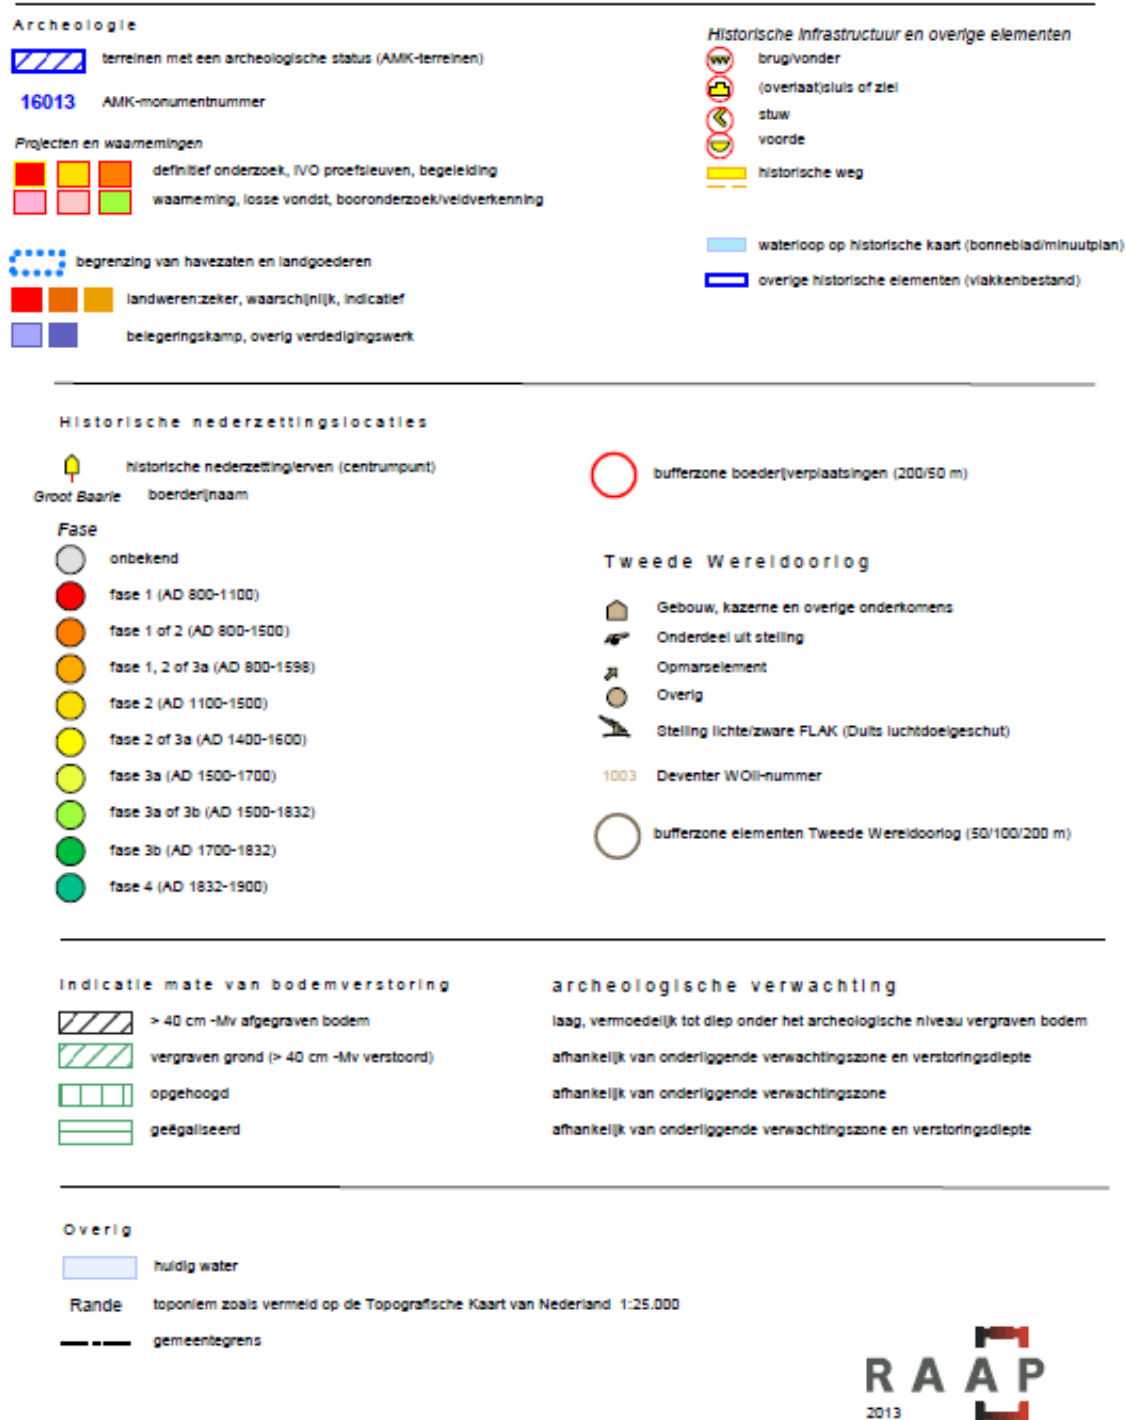 Archeologie
terreinen met een archeologische status (AMK-terreinen)
16013 AMK-monumentnummer
Projecten en waarnemingen
definitief onderzoek, IVO proefsleuven, begeleiding
waarneming, losse vondst, booronderzoek/veldverkenning
begrenzing van havezaten en landgoederen
landweren:zeker, waarschijnlijk, indicatief
belegeringskamp, overig verdedigingswerk
Historische infrastructuur en overige elementen
brug/vonder
(overlaat)sluis of ziel
stuw
voorde
historische weg
waterloop op historische kaart (bonneblad/minuutplan)
overige historische elementen (vlakkenbestand)
Historische nederzettingslocaties
historische nederzetting/erven (centrumpunt)
Groot Baarle boerderijnaam
Fase
onbekend
fase 1 (AD 800-1100)
fase 1 of 2 (AD 800-1500)
fase 1, 2 of 3a (AD 800-1598)
fase 2 (AD 1100-1500)
fase 2 of 3a (AD 1400-1600)
fase 3a (AD 1500-1700)
fase 3a of 3b (AD 1500-1832)
fase 3b (AD 1700-1832)
fase 4 (AD 1832-1900)
bufferzone boederijverplaatsingen (200/50 m)
Tweede Wereldoorlog
Gebouw, kazerne en overige onderkomens
Onderdeel uit stelling
Opmarselement
Overig
Stelling lichte/zware FLAK (Duits luchtdoelgeschut)
1003 Deventer WOII-nummer
bufferzone elementen Tweede Wereldoorlog (50/100/200 m)
Indicatie mate van bodemverstoring archeologische verwachting
> 40 cm -Mv afgegraven bodem laag, vermoedelijk tot diep onder het archeologische niveau vergraven bodem
vergraven grond (> 40 cm -Mv verstoord) afhankelijk van onderliggende verwachtingszone en verstoringsdiepte
opgehoogd afhankelijk van onderliggende verwachtingszone
geëgaliseerd afhankelijk van onderliggende verwachtingszone en verstoringsdiepte
Overig
huidig water
Rande toponiem zoals vermeld op de Topografische Kaart van Nederland 1:25.000
gemeentegrens
RAAP
2013